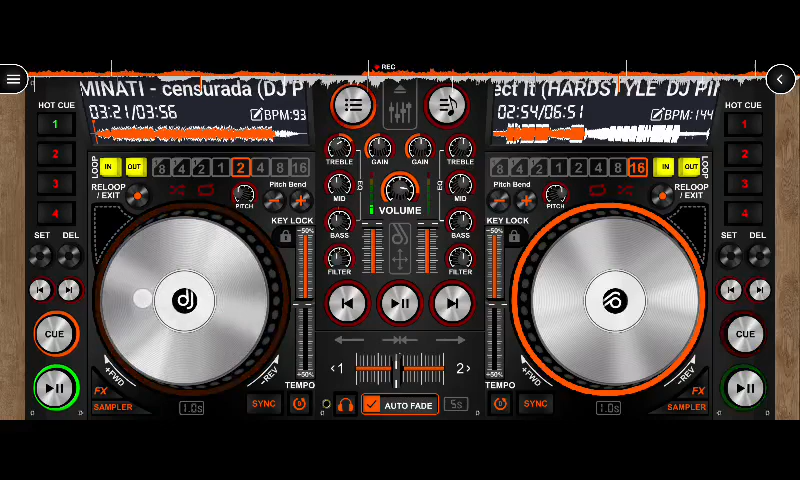 REC
MINATI - censurada (DJ P
03:21/03:56
BPM:93
ect It (HARDSTYLE DJ PI
02:54/06:51
BPM:144
HOT CUE
1
2
3
4
SET
DEL
CUE
LOOP
IN
OUT
/8
/4
/2
1
2
4
8
16
RELOOP
/ EXIT
PITCH
Pitch Bend
KEY LOCK
-50%
+50%
TEMPO
+FWD
-REV
FX
SAMPLER
1.0s
SYNC
TREBLE
GAIN
GAIN
TREBLE
MID
EQ
VOLUME
EQ
MID
BASS
BASS
FILTER
FILTER
1
2
AUTO FADE
5s
/8
/4
/2
1
2
4
8
16
IN
OUT
LOOP
Pitch Bend
PITCH
RELOOP
/ EXIT
KEY LOCK
-50%
+50%
TEMPO
+FWD
-REV
SYNC
1.0s
FX
SAMPLER
HOT CUE
1
2
3
4
SET
DEL
CUE